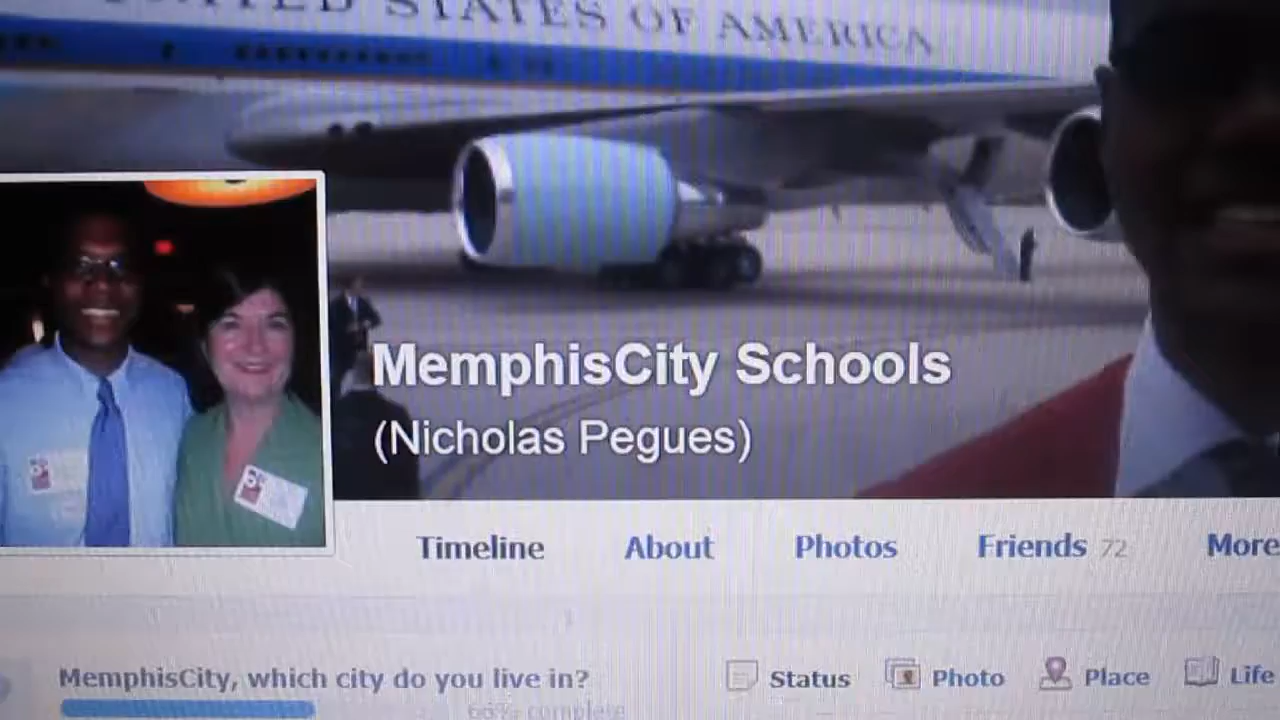 UNITED STATES OF AMERICA
MemphisCity Schools
(Nicholas Pegues)
Timeline
About
Photos
Friends 72
More
MemphisCity, which city do you live in?
Status
Photo
Place
Life
66% complete